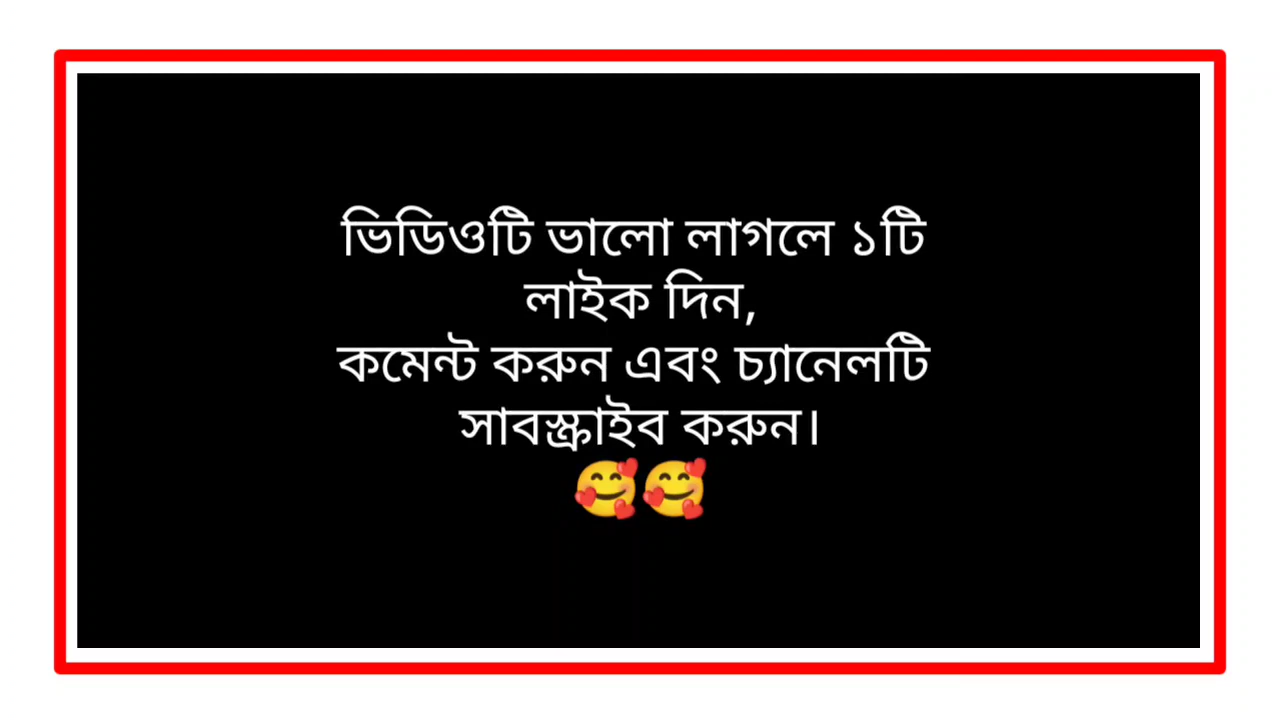 ভিডিওটি ভালো লাগলে ১টি
লাইক দিন,
কমেন্ট করুন এবং চ্যানেলটি
সাবস্ক্রাইব করুন।
🥰🥰